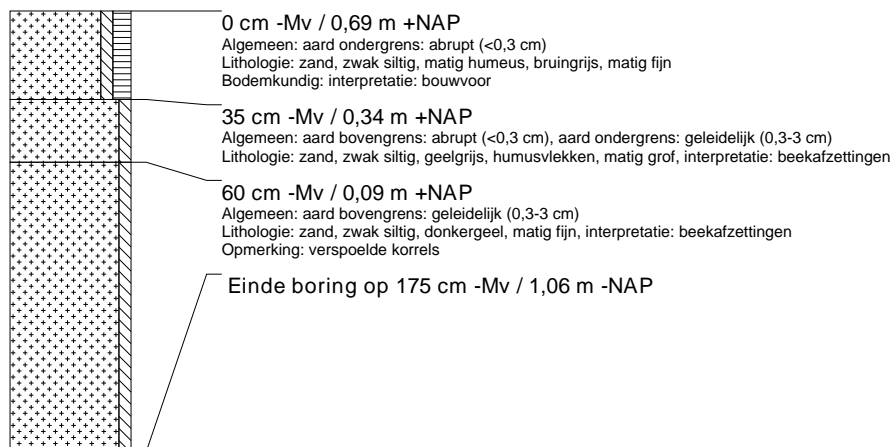 0 cm -Mv / 0,69 m +NAP
Algemeen: aard ondergrens: abrupt (<0,3 cm)
Lithologie: zand, zwak siltig, matig humeus, bruingrijs, matig fijn
Bodemkundig: interpretatie: bouwvoor
35 cm -Mv / 0,34 m +NAP
Algemeen: aard bovengrens: abrupt (<0,3 cm), aard ondergrens: geleidelijk (0,3-3 cm)
Lithologie: zand, zwak siltig, geelgrijs, humusvlekken, matig grof, interpretatie: beekafzettingen
60 cm -Mv / 0,09 m +NAP
Algemeen: aard bovengrens: geleidelijk (0,3-3 cm)
Lithologie: zand, zwak siltig, donkergeel, matig fijn, interpretatie: beekafzettingen
Opmerking: verspoelde korrels
Einde boring op 175 cm -Mv / 1,06 m -NAP